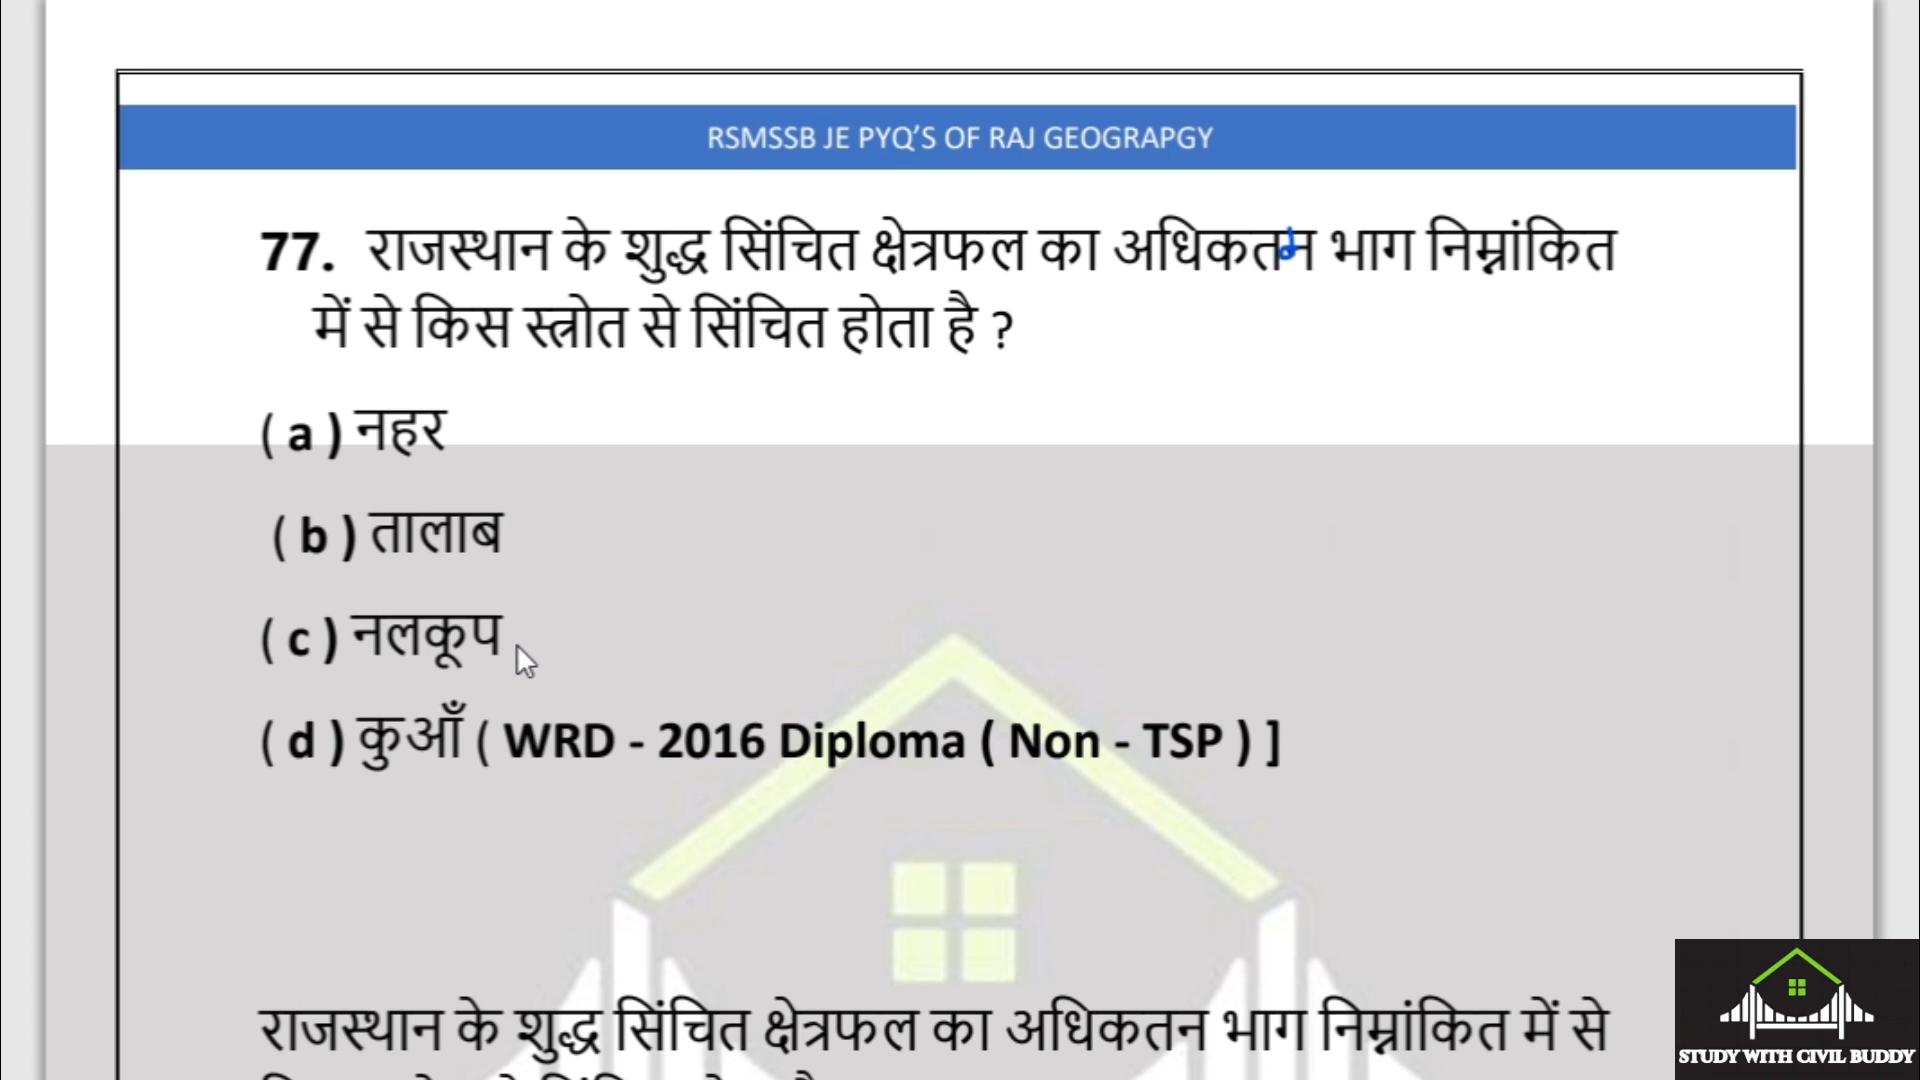 RSMSSB JE PYQ'S OF RAJ GEOGRAPGY
77. राजस्थान के शुद्ध सिंचित क्षेत्रफल का अधिकतन भाग निम्नांकित
में से किस स्त्रोत से सिंचित होता है ?
( a ) नहर
( b ) तालाब
( c ) नलकूप
( d ) कुआँ ( WRD - 2016 Diploma ( Non - TSP ) ]
राजस्थान के शुद्ध सिंचित क्षेत्रफल का अधिकतन भाग निम्नांकित में से
STUDY WITH CIVIL BUDDY